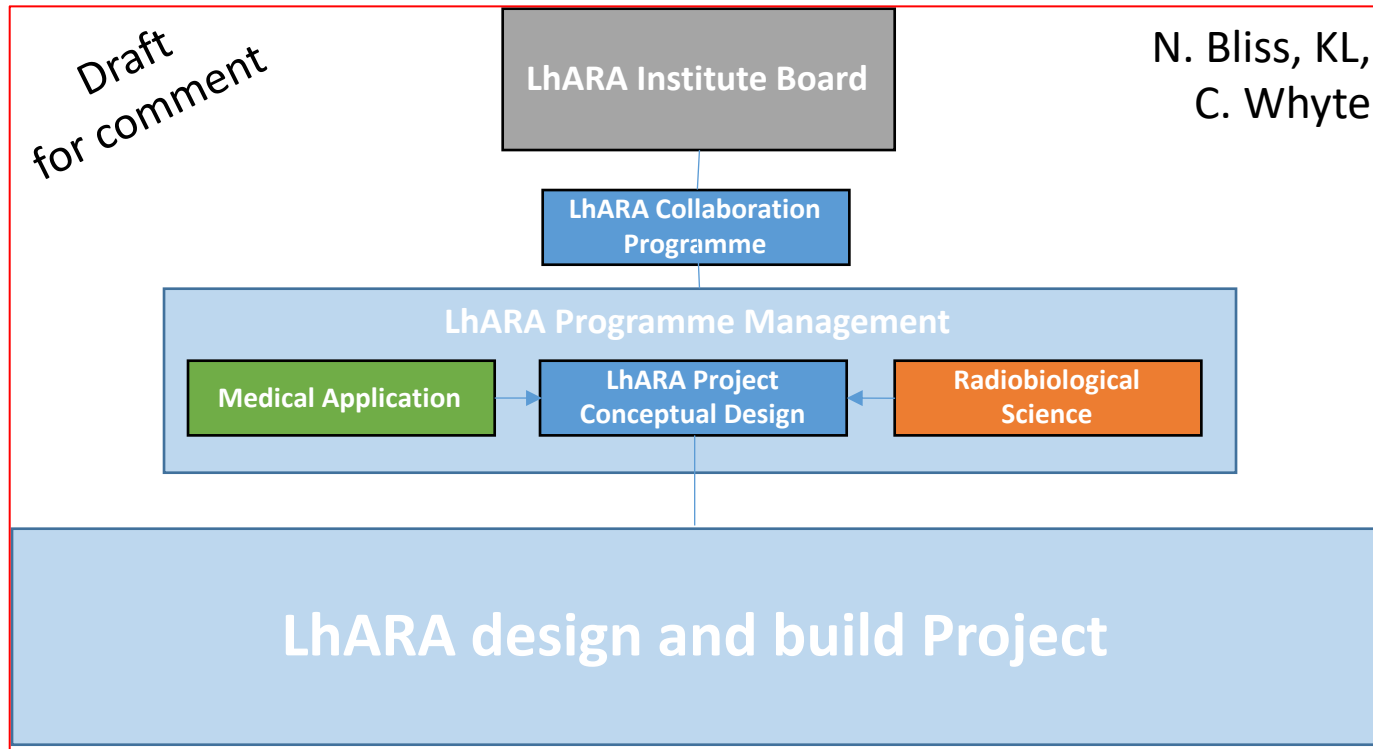 Draft
for comment
N. Bliss, KL,
C. Whyte
LhARA Institute Board
LhARA Collaboration
Programme
LhARA Programme Management
Medical Application
LhARA Project
Conceptual Design
Radiobiological
Science
LhARA design and build Project